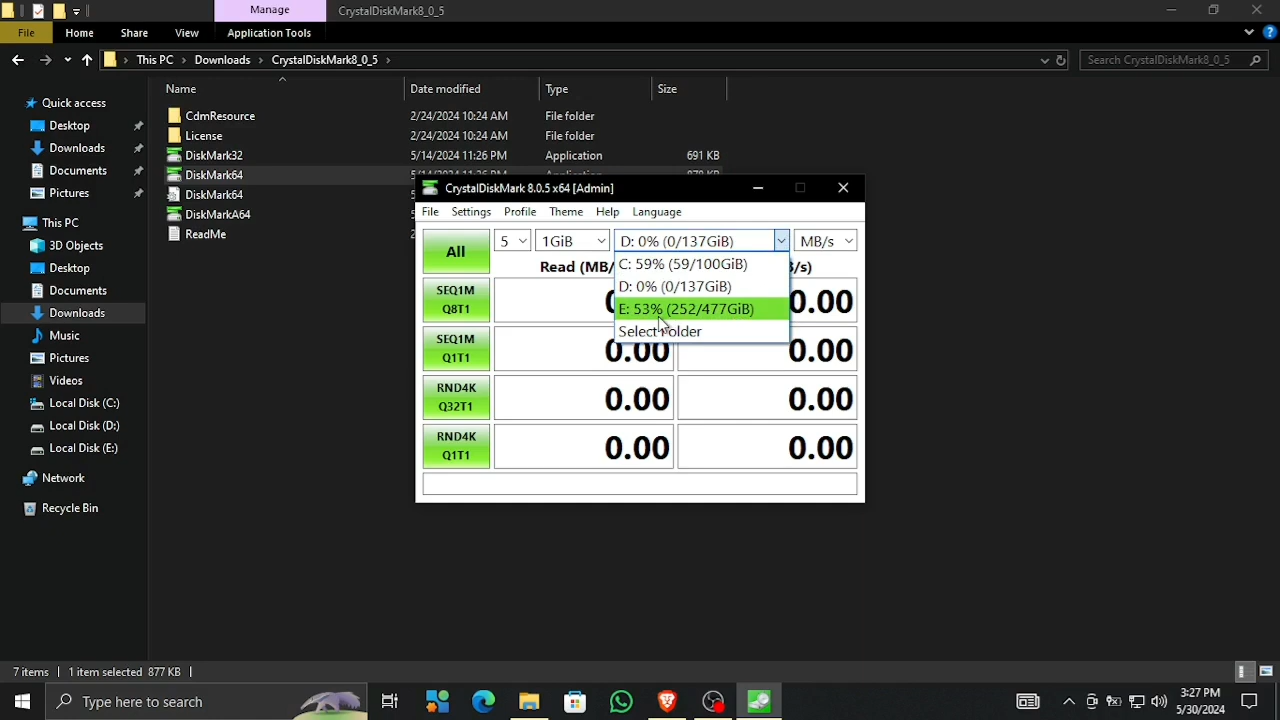 Manage
CrystalDiskMark8_0_5
File
Home
Share
View
Application Tools
This PC > Downloads > CrystalDiskMark8_0_5 >
Search CrystalDiskMark8_0_5
Name
Date modified
Type
Size
Quick access
Desktop
Downloads
Documents
Pictures
This PC
3D Objects
Desktop
Documents
Downloads
Music
Pictures
Videos
Local Disk (C:)
Local Disk (D:)
Local Disk (E:)
Network
Recycle Bin
CdmResource 2/24/2024 10:24 AM File folder
License 2/24/2024 10:24 AM File folder
DiskMark32 5/14/2024 11:26 PM Application 691 KB
DiskMark64
DiskMark64
DiskMarkA64
ReadMe
CrystalDiskMark 8.0.5 x64 [Admin]
File Settings Profile Theme Help Language
All
5
1GiB
D: 0% (0/137GiB)
MB/s
C: 59% (59/100GiB)
D: 0% (0/137GiB)
E: 53% (252/477GiB)
Select Folder
Read (MB/
/s)
SEQ1M
Q8T1
0.00
SEQ1M
Q1T1
0.00 0.00
RND4K
Q32T1
0.00 0.00
RND4K
Q1T1
0.00 0.00
7 items
1 item selected 877 KB
Type here to search
3:27 PM
5/30/2024